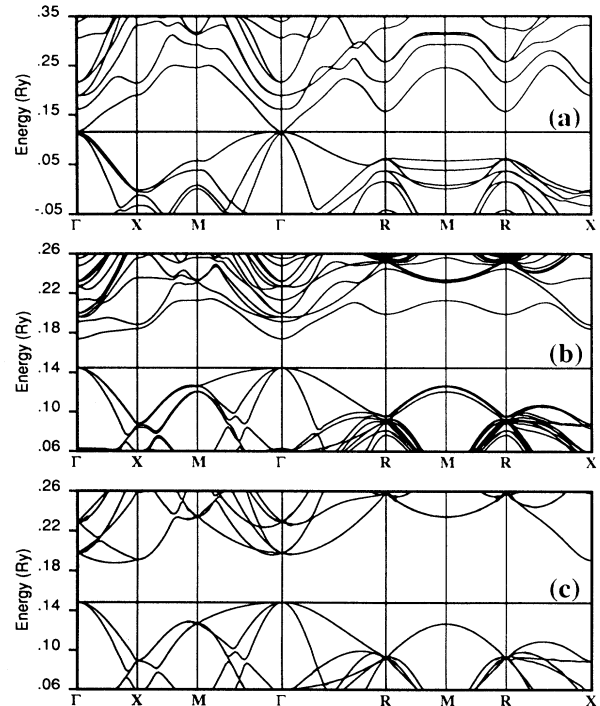 .35
.25
.15
.05
-.05
Energy (Ry)
(a)
Γ X M Γ R M R X
.26
.22
.18
.14
.10
.06
Energy (Ry)
(b)
Γ X M Γ R M R X
.26
.22
.18
.14
.10
.06
Energy (Ry)
(c)
Γ X M Γ R M R X